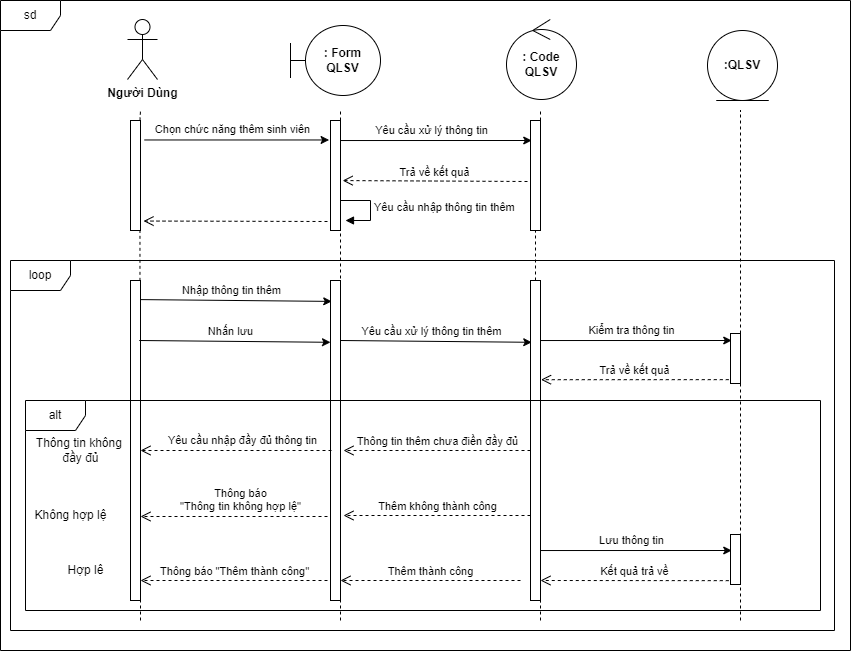 sd
: Form
QLSV
: Code
QLSV
:QLSV
Người Dùng
Chọn chức năng thêm sinh viên
Yêu cầu xử lý thông tin
Trả về kết quả
Yêu cầu nhập thông tin thêm
loop
Nhập thông tin thêm
Nhấn lưu
Yêu cầu xử lý thông tin thêm
Kiểm tra thông tin
Trả về kết quả
alt
Thông tin không
đầy đủ
Yêu cầu nhập đầy đủ thông tin
Thông tin thêm chưa điền đầy đủ
Không hợp lệ
Thông báo
"Thông tin không hợp lệ"
Thêm không thành công
Lưu thông tin
Hợp lê
Thông báo "Thêm thành công"
Thêm thành công
Kết quả trả về